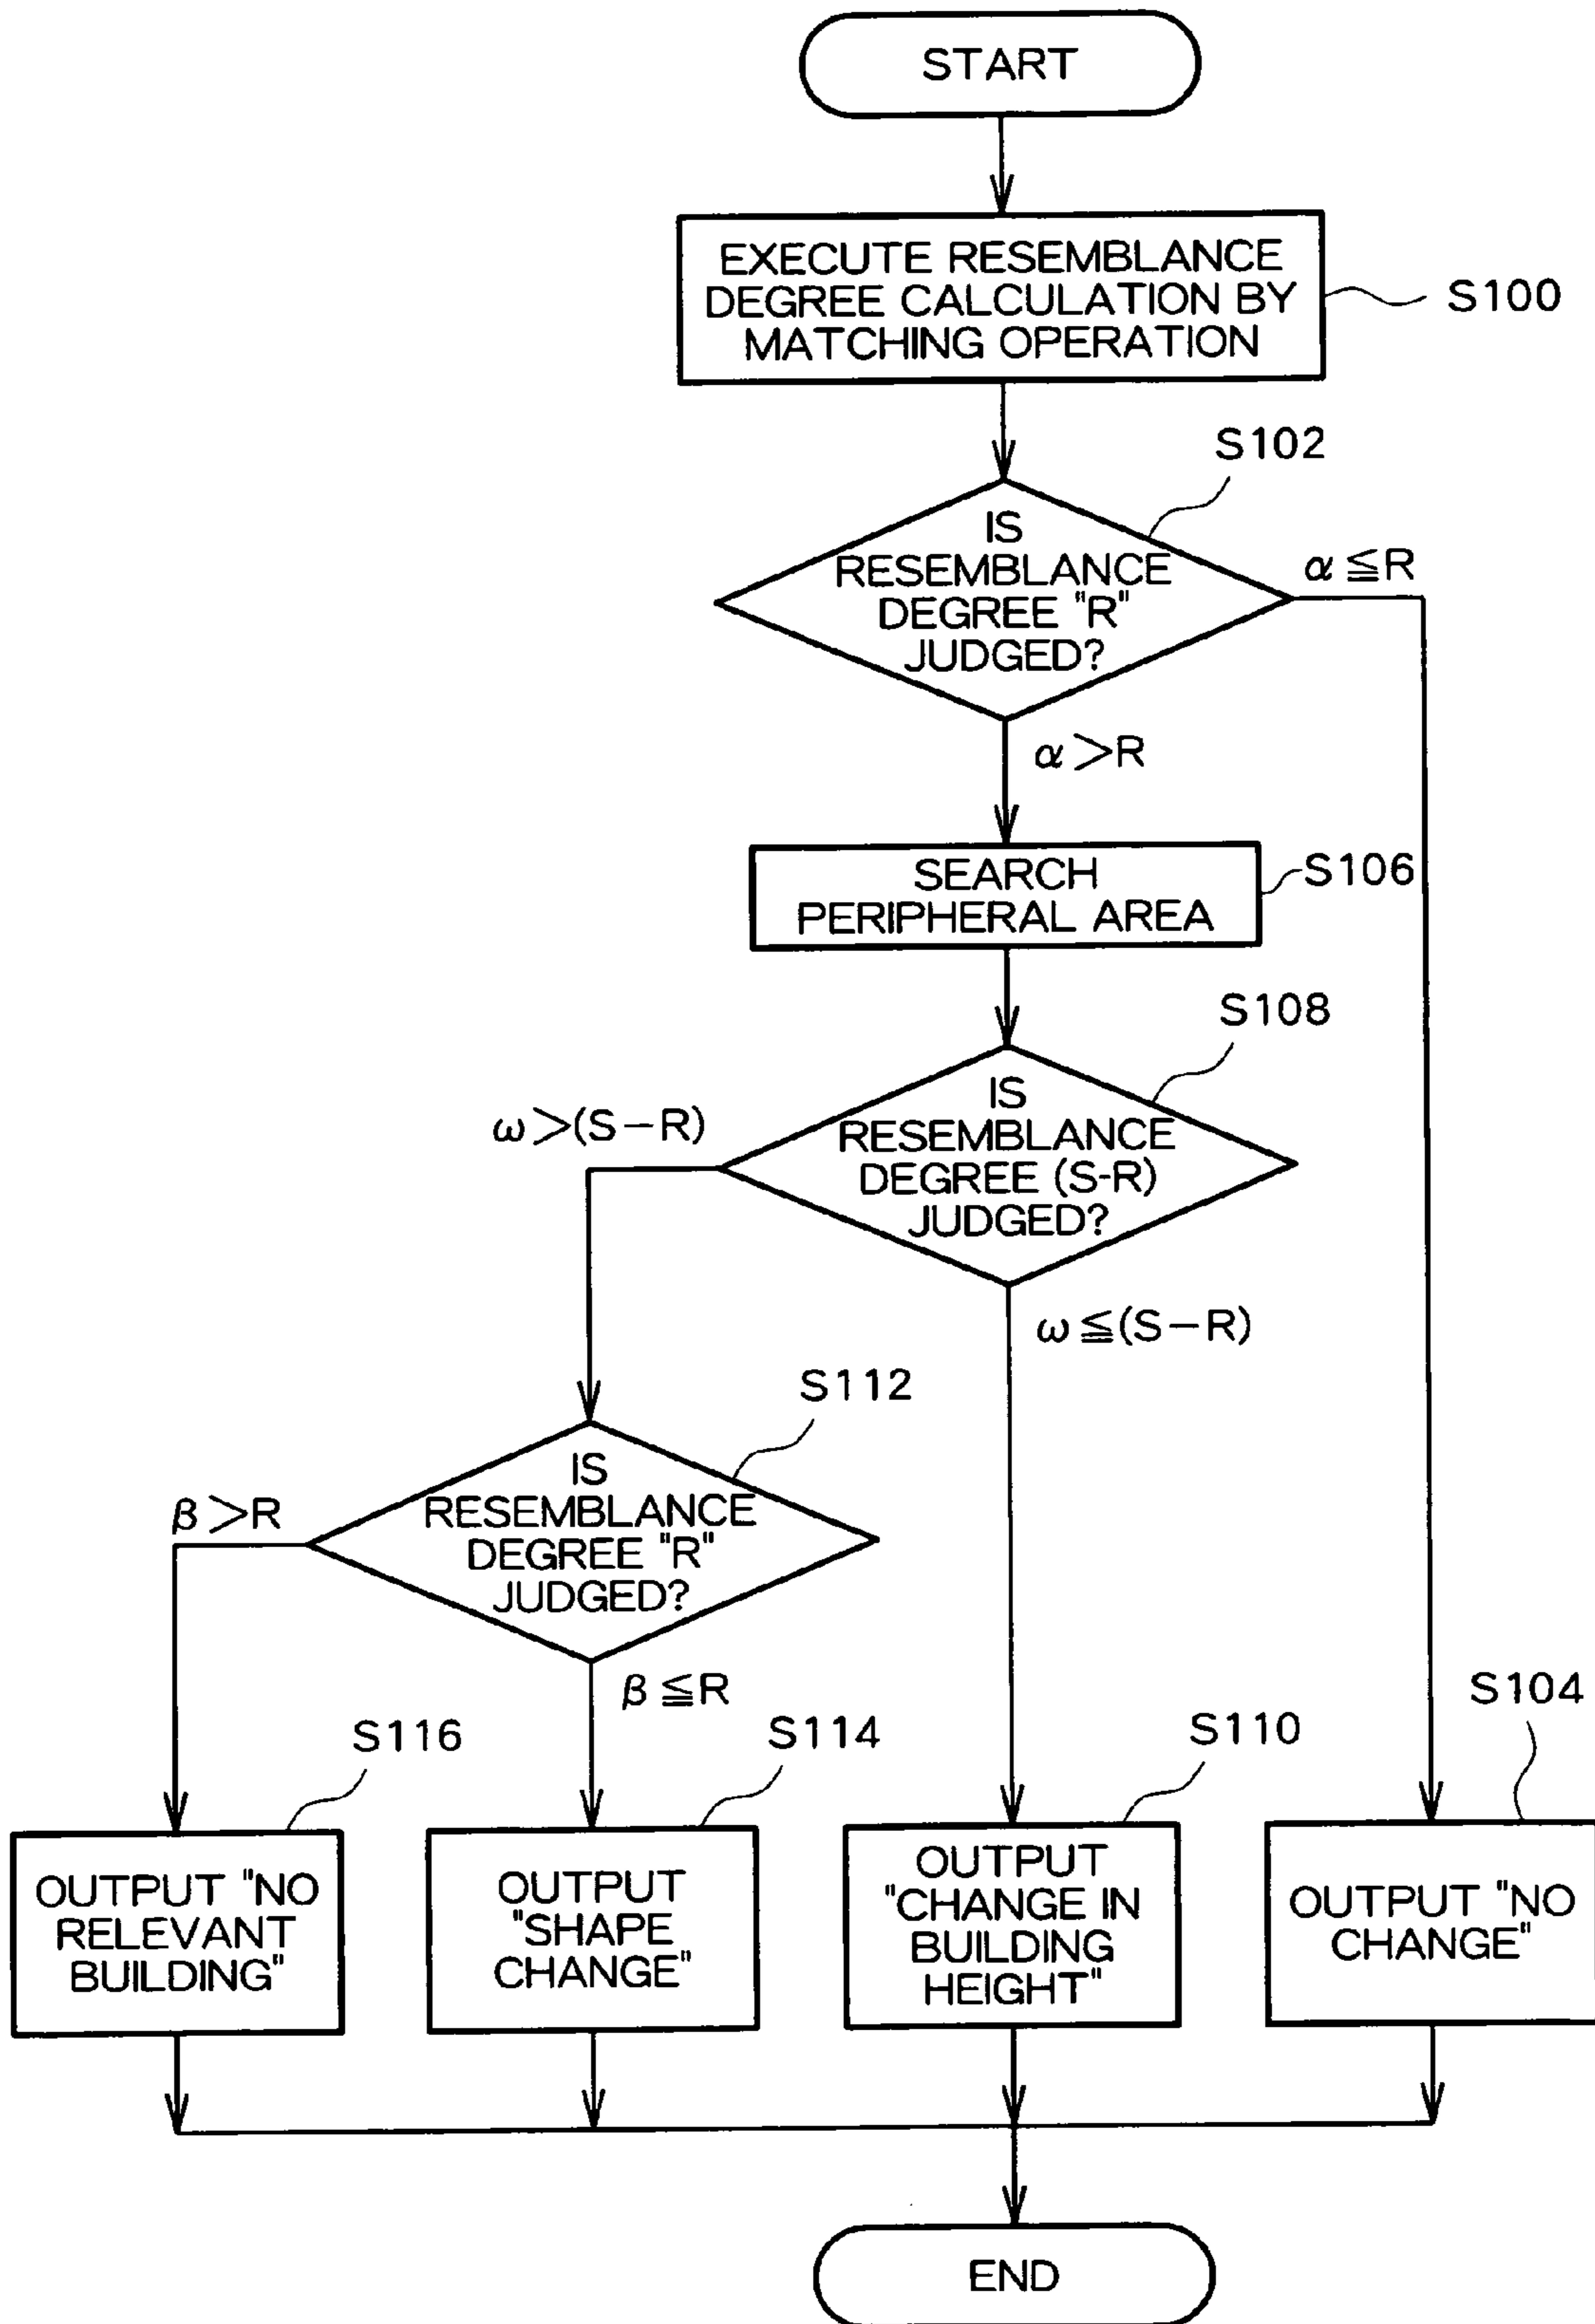 START
EXECUTE RESEMBLANCE
DEGREE CALCULATION BY
MATCHING OPERATION
S100
S102
IS
RESEMBLANCE
DEGREE "R"
JUDGED?
α≦R
α>R
SEARCH
PERIPHERAL AREA
S106
S108
IS
RESEMBLANCE
DEGREE (S-R)
JUDGED?
ω>(S-R)
ω≦(S-R)
S112
IS
RESEMBLANCE
DEGREE "R"
JUDGED?
β>R
β≦R
S116
S114
S110
S104
OUTPUT "NO
RELEVANT
BUILDING"
OUTPUT
"SHAPE
CHANGE"
OUTPUT
"CHANGE IN
BUILDING
HEIGHT"
OUTPUT "NO
CHANGE"
END